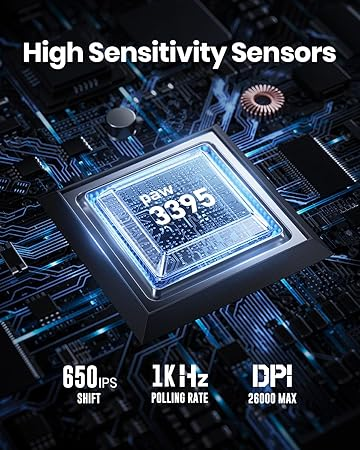 High Sensitivity Sensors
paw
3395
650IPS
SHIFT
1KHz
POLLING RATE
DPI
26000 MAX